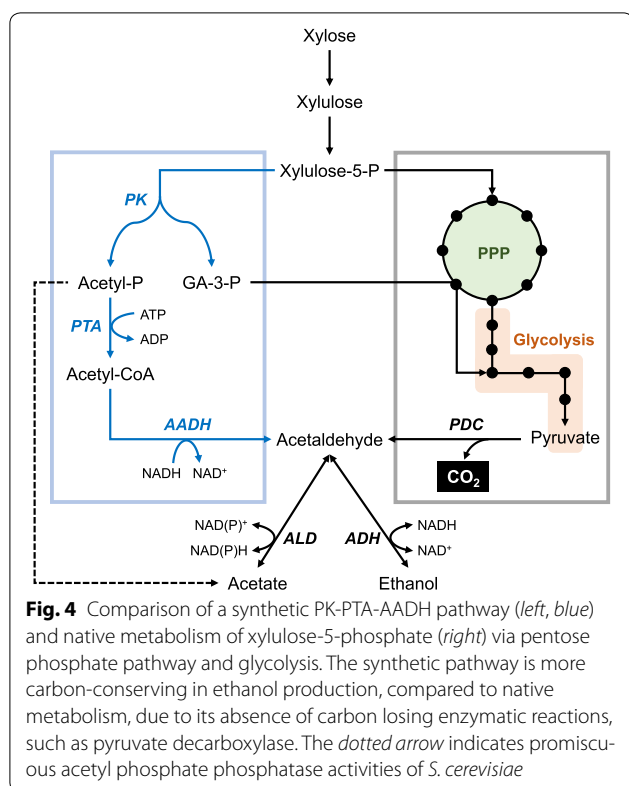 Xylose
Xylulose
Xylulose-5-P
PK
PPP
Acetyl-P
GA-3-P
PTA
ATP
ADP
Glycolysis
Acetyl-CoA
AADH
Acetaldehyde
PDC
Pyruvate
NADH
NAD⁺
CO₂
NAD(P)⁺
NAD(P)H
ALD
ADH
NADH
NAD⁺
Acetate
Ethanol
Fig. 4 Comparison of a synthetic PK-PTA-AADH pathway (left, blue)
and native metabolism of xylulose-5-phosphate (right) via pentose
phosphate pathway and glycolysis. The synthetic pathway is more
carbon-conserving in ethanol production, compared to native
metabolism, due to its absence of carbon losing enzymatic reactions,
such as pyruvate decarboxylase. The dotted arrow indicates promiscu-
ous acetyl phosphate phosphatase activities of S. cerevisiae